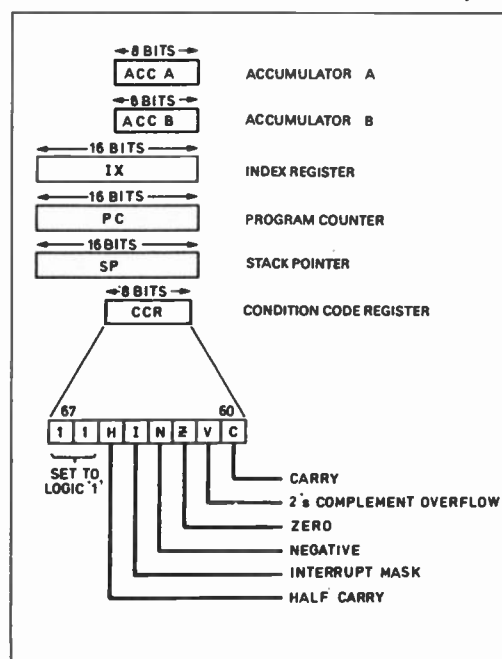 8 BITS
ACC A ACCUMULATOR A
8 BITS
ACC B ACCUMULATOR B
16 BITS
IX INDEX REGISTER
16 BITS
PC PROGRAM COUNTER
16 BITS
SP STACK POINTER
8 BITS
CCR CONDITION CODE REGISTER
67 60
1 1 H I N Z V C
SET TO
LOGIC '1'
CARRY
2's COMPLEMENT OVERFLOW
ZERO
NEGATIVE
INTERRUPT MASK
HALF CARRY